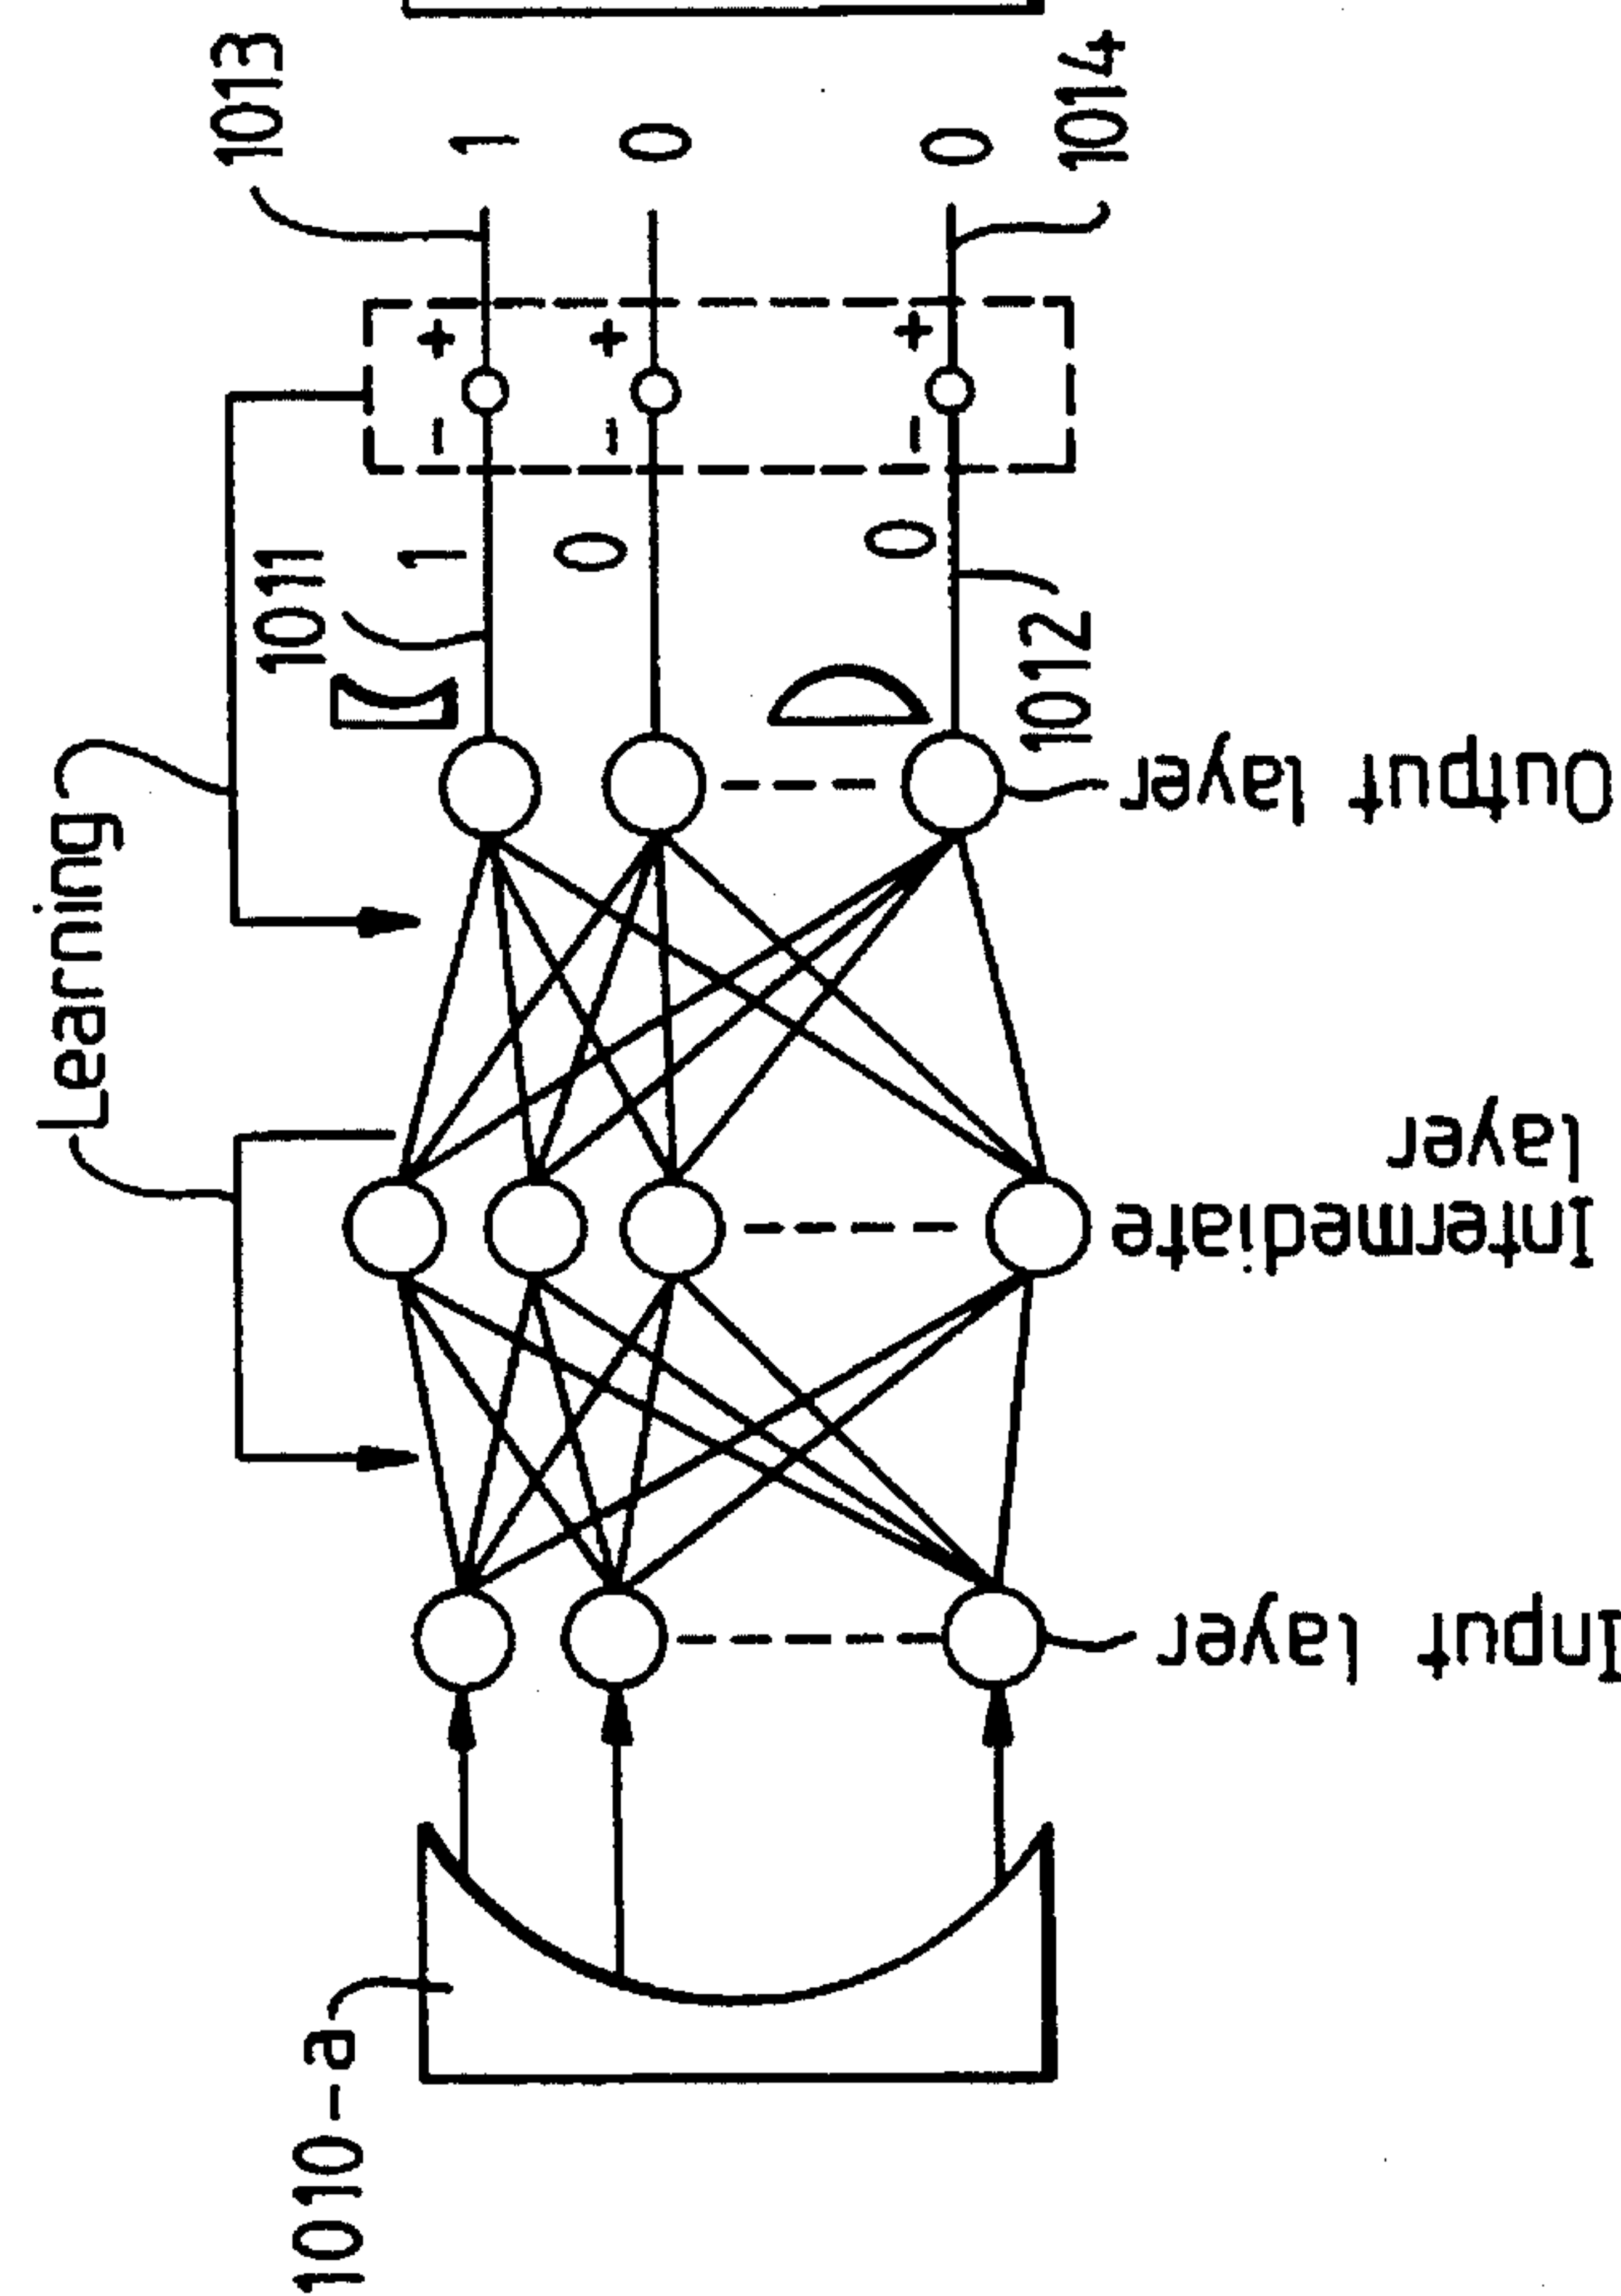 Learning
1010-a
1011
1
0
0
1012
- +
- +
- +
1013
1
0
0
1014
Input layer
Intermediate
layer
Output layer